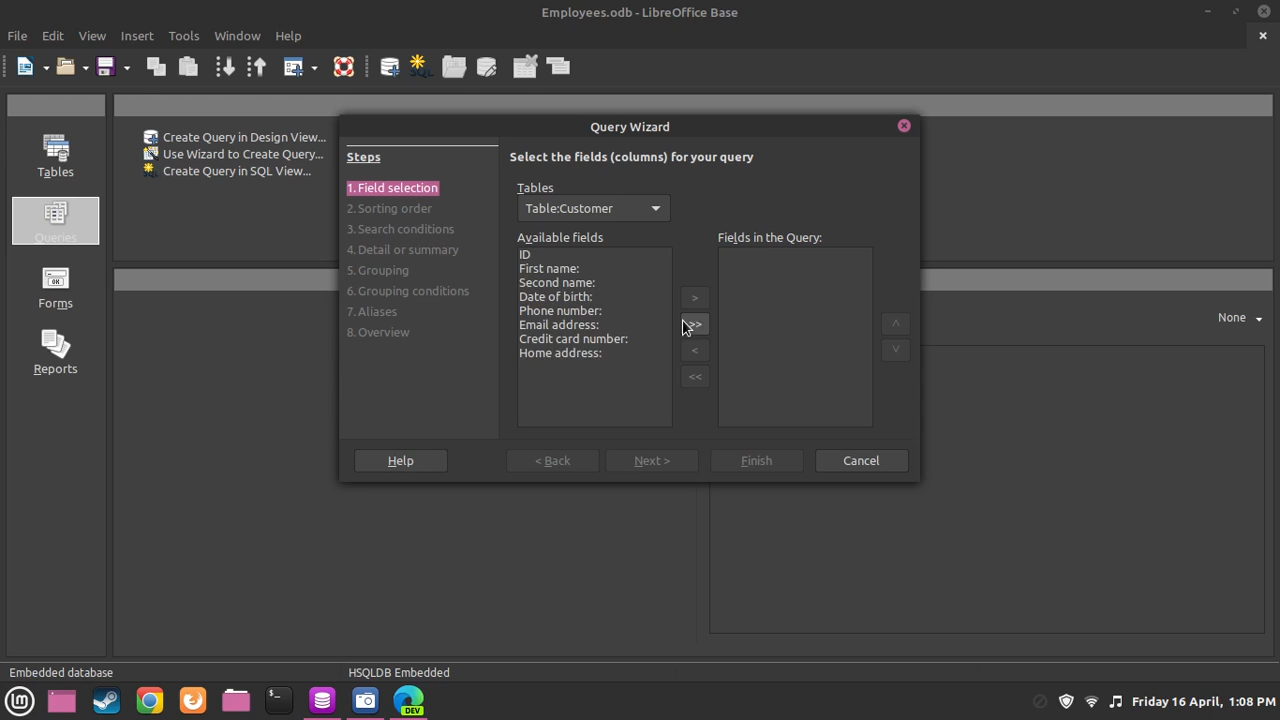 Employees.odb - LibreOffice Base
File Edit View Insert Tools Window Help
SQL
Tables
Queries
Forms
OK
Reports
Create Query in Design View...
Use Wizard to Create Query...
Create Query in SQL View...
None
Query Wizard
Steps
1. Field selection
2. Sorting order
3. Search conditions
4. Detail or summary
5. Grouping
6. Grouping conditions
7. Aliases
8. Overview
Select the fields (columns) for your query
Tables
Table:Customer
Available fields
ID
First name:
Second name:
Date of birth:
Phone number:
Email address:
Credit card number:
Home address:
>
>>
<
<<
Fields in the Query:
Help
< Back
Next >
Finish
Cancel
Embedded database
HSQLDB Embedded
DEV
Friday 16 April, 1:08 PM